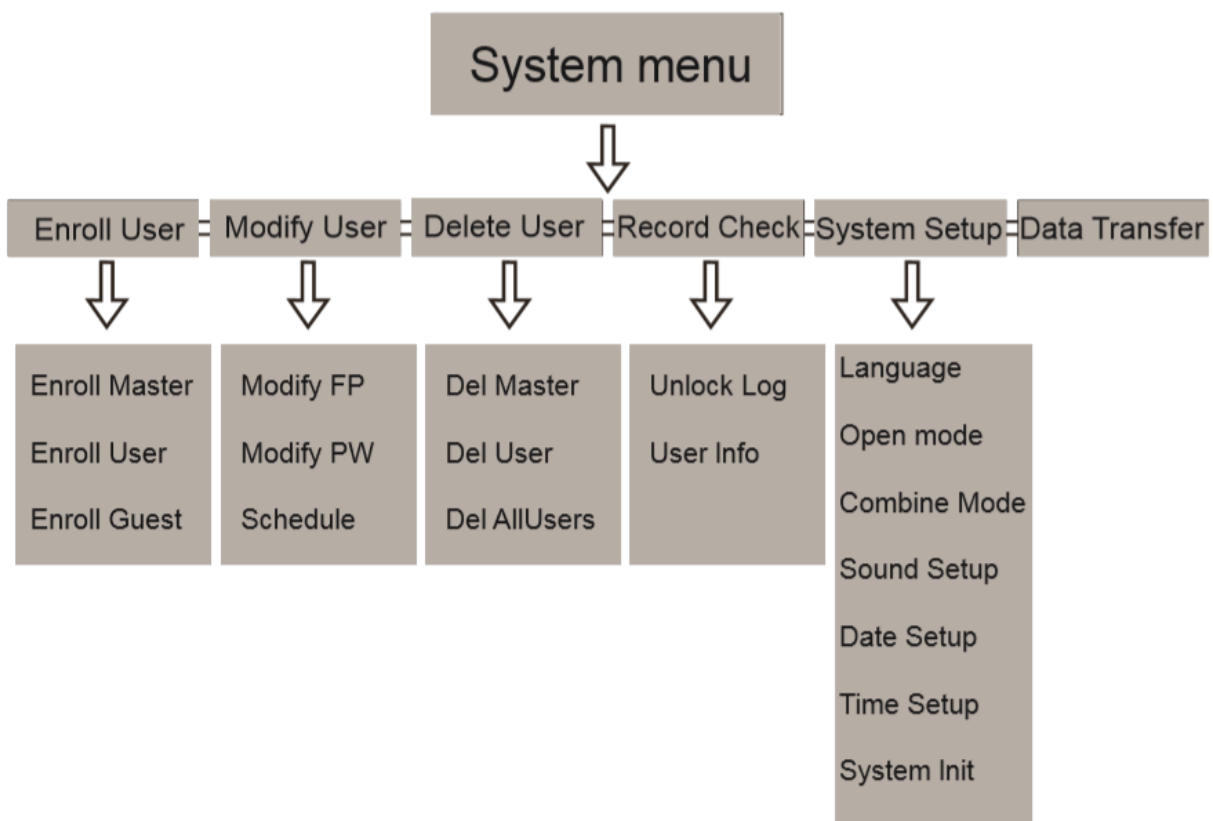 System menu
Enroll User
Modify User
Delete User
Record Check
System Setup
Data Transfer
Enroll Master
Enroll User
Enroll Guest
Modify FP
Modify PW
Schedule
Del Master
Del User
Del AllUsers
Unlock Log
User Info
Language
Open mode
Combine Mode
Sound Setup
Date Setup
Time Setup
System Init